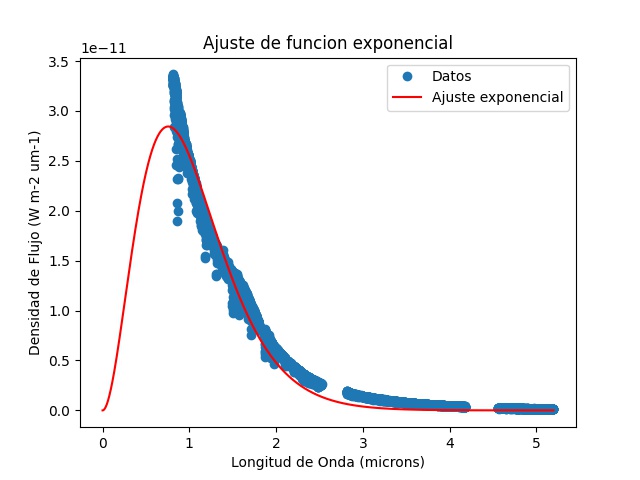 Ajuste de funcion exponencial
1e−11
Datos
Ajuste exponencial
3.5
3.0
2.5
2.0
1.5
1.0
0.5
0.0
Densidad de Flujo (W m-2 um-1)
0 1 2 3 4 5
Longitud de Onda (microns)